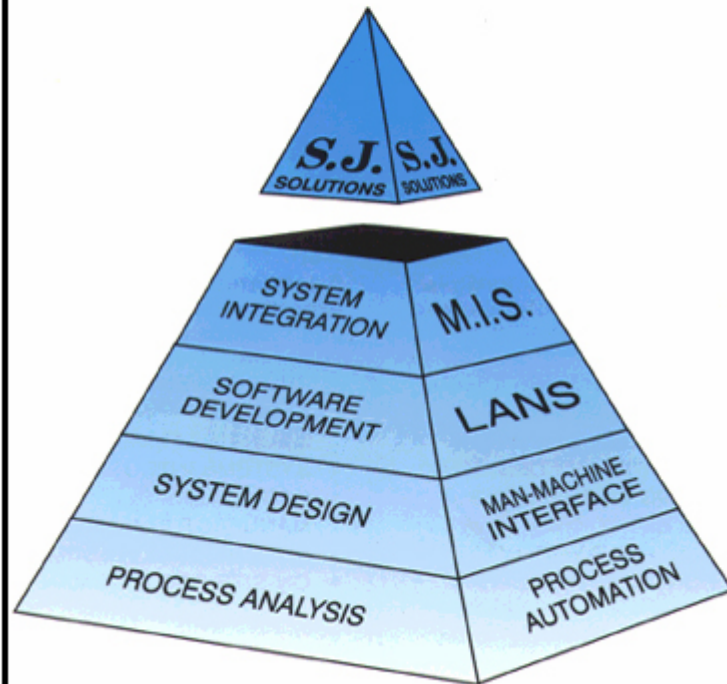 S.J.
SOLUTIONS
S.J.
SOLUTIONS
SYSTEM
INTEGRATION
M.I.S.
SOFTWARE
DEVELOPMENT
LANS
SYSTEM DESIGN
MAN-MACHINE
INTERFACE
PROCESS ANALYSIS
PROCESS
AUTOMATION